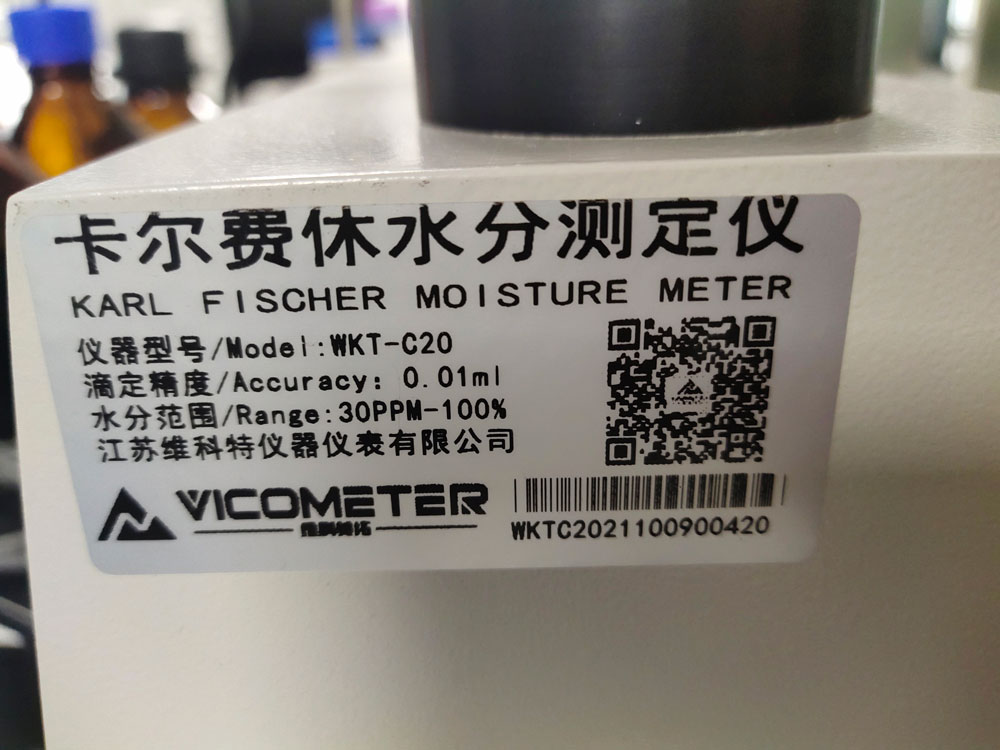 卡尔费休水分测定仪
KARL FISCHER MOISTURE METER
仪器型号/Model:WKT-C20
滴定精度/Accuracy: 0.01ml
水分范围/Range:30PPM-100%
江苏维科特仪器仪表有限公司
VICOMETER
WKTC2021100900420